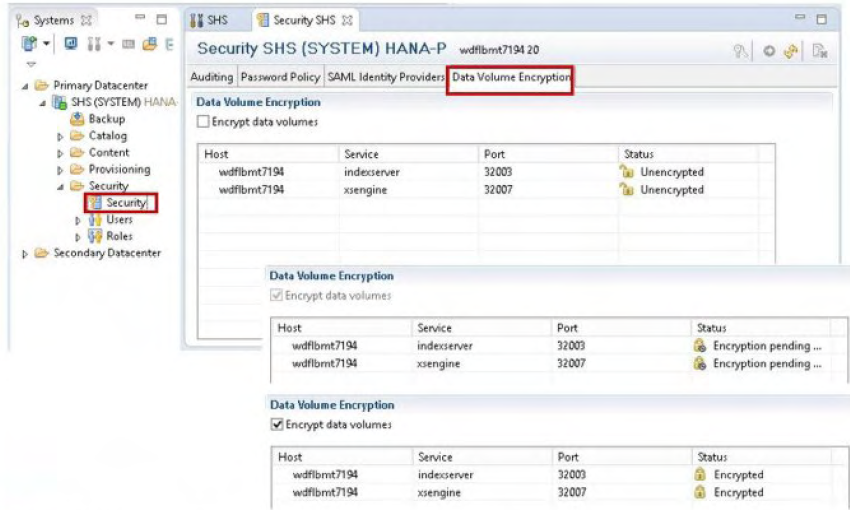 Systems
SHS
Security SHS
Security SHS (SYSTEM) HANA-P wdflbmt7194 20
Auditing Password Policy SAML Identity Providers Data Volume Encryption
Primary Datacenter
SHS (SYSTEM) HANA-
Backup
Catalog
Content
Provisioning
Security
Security
Users
Roles
Secondary Datacenter
Data Volume Encryption
Encrypt data volumes
Host Service Port Status
wdflbmt7194 indexserver 32003 Unencrypted
wdflbmt7194 xsengine 32007 Unencrypted
Data Volume Encryption
Encrypt data volumes
Host Service Port Status
wdflbmt7194 indexserver 32003 Encryption pending ...
wdflbmt7194 xsengine 32007 Encryption pending ...
Data Volume Encryption
Encrypt data volumes
Host Service Port Status
wdflbmt7194 indexserver 32003 Encrypted
wdflbmt7194 xsengine 32007 Encrypted